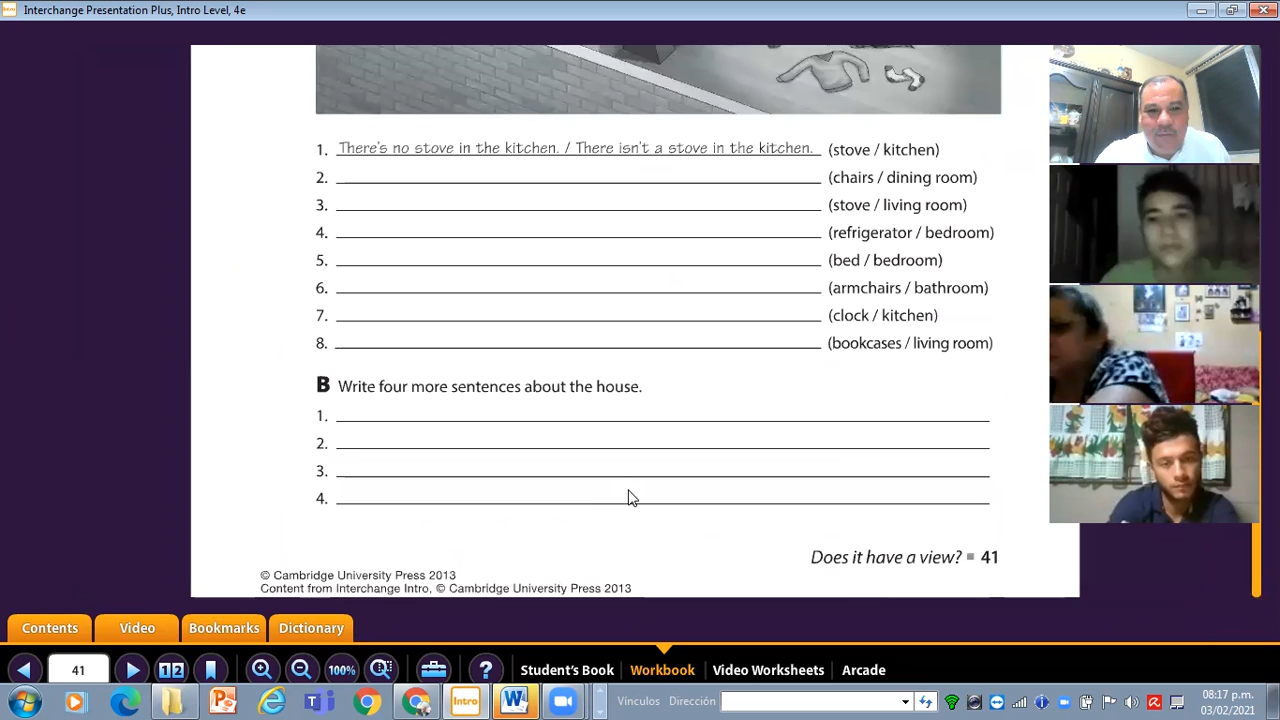 Interchange Presentation Plus, Intro Level, 4e
1. There's no stove in the kitchen. / There isn't a stove in the kitchen. (stove / kitchen)
2. (chairs / dining room)
3. (stove / living room)
4. (refrigerator / bedroom)
5. (bed / bedroom)
6. (armchairs / bathroom)
7. (clock / kitchen)
8. (bookcases / living room)
B Write four more sentences about the house.
1.
2.
3.
4.
Does it have a view? ■ 41
© Cambridge University Press 2013
Content from Interchange Intro, © Cambridge University Press 2013
Contents Video Bookmarks Dictionary
41 12 100% ? Student's Book Workbook Video Worksheets Arcade
Intro Vínculos Dirección 08:17 p.m.
03/02/2021